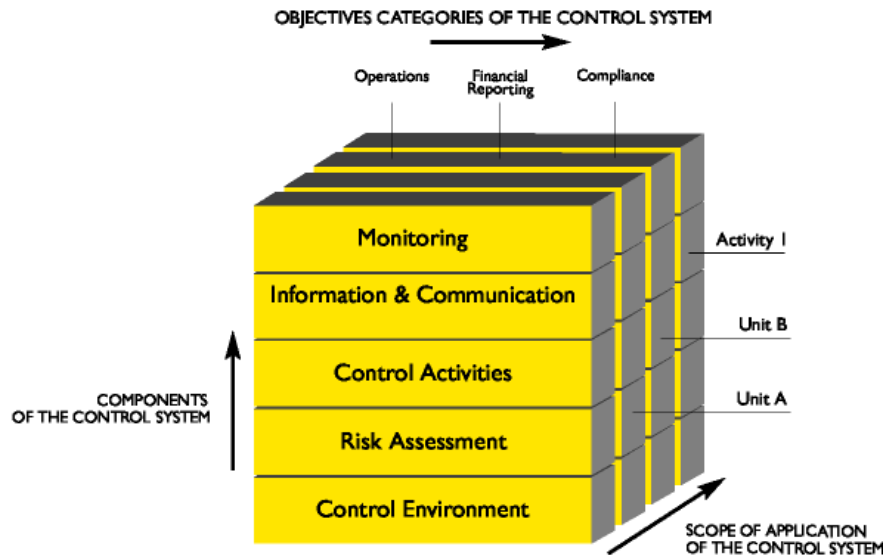 OBJECTIVES CATEGORIES OF THE CONTROL SYSTEM
Operations
Financial
Reporting
Compliance
Monitoring
Activity 1
Information & Communication
Unit B
Control Activities
COMPONENTS
OF THE CONTROL SYSTEM
Unit A
Risk Assessment
Control Environment
SCOPE OF APPLICATION
OF THE CONTROL SYSTEM